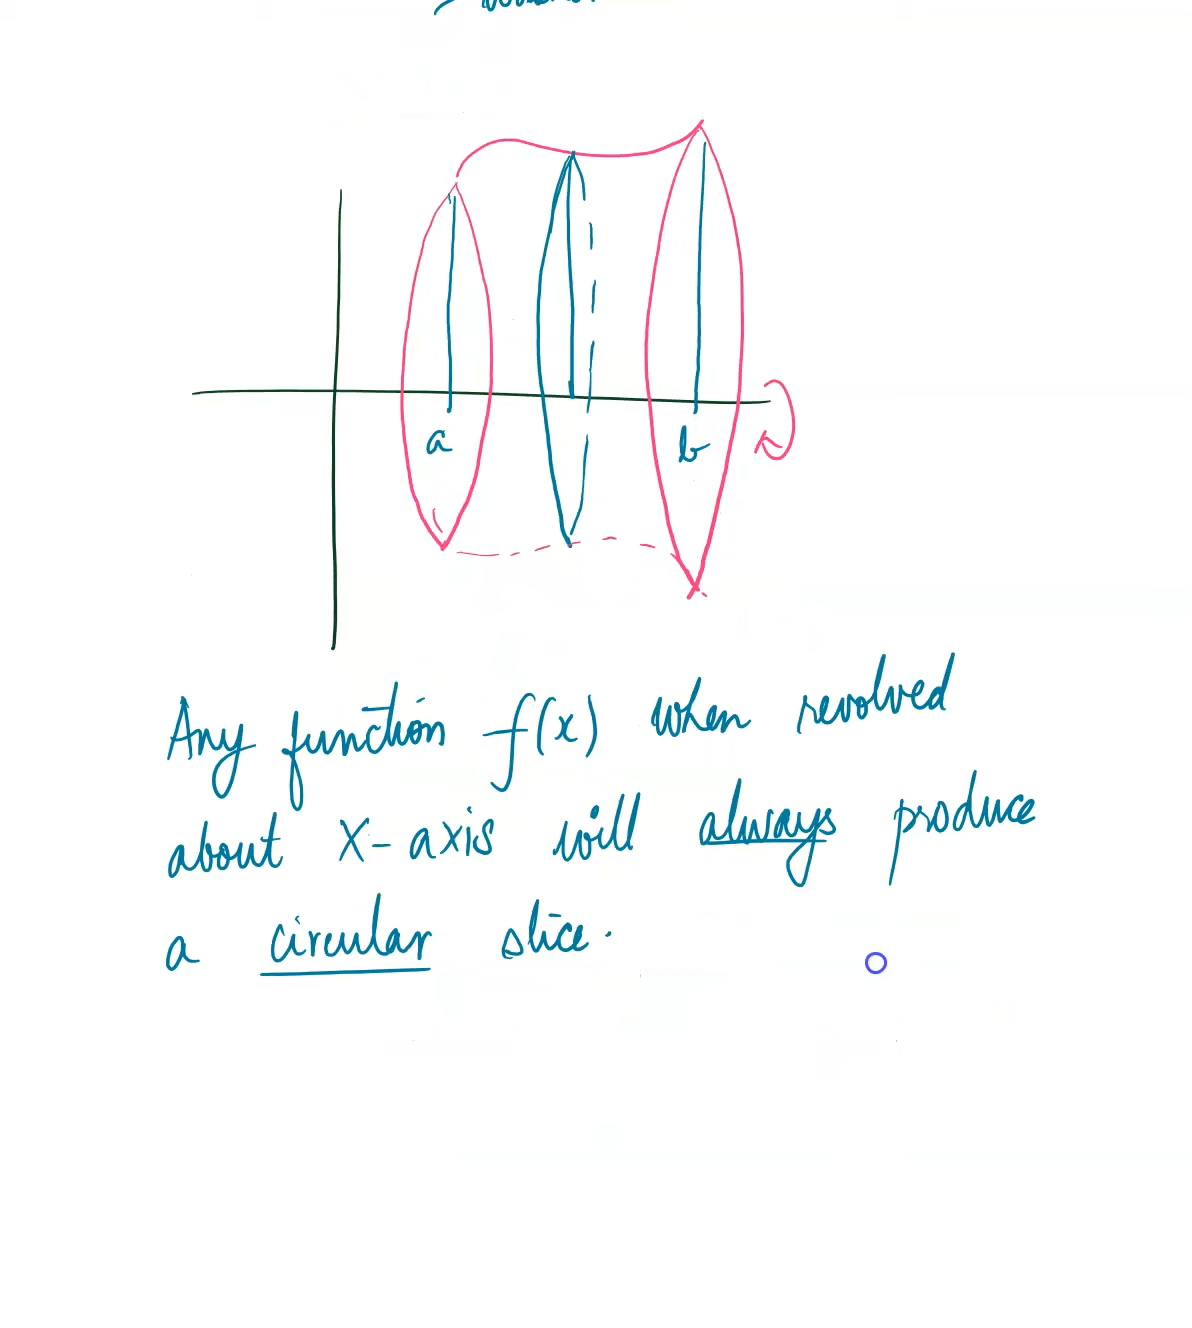 a
b
Any function f(x) when revolved
about X-axis will always produce
a circular slice.